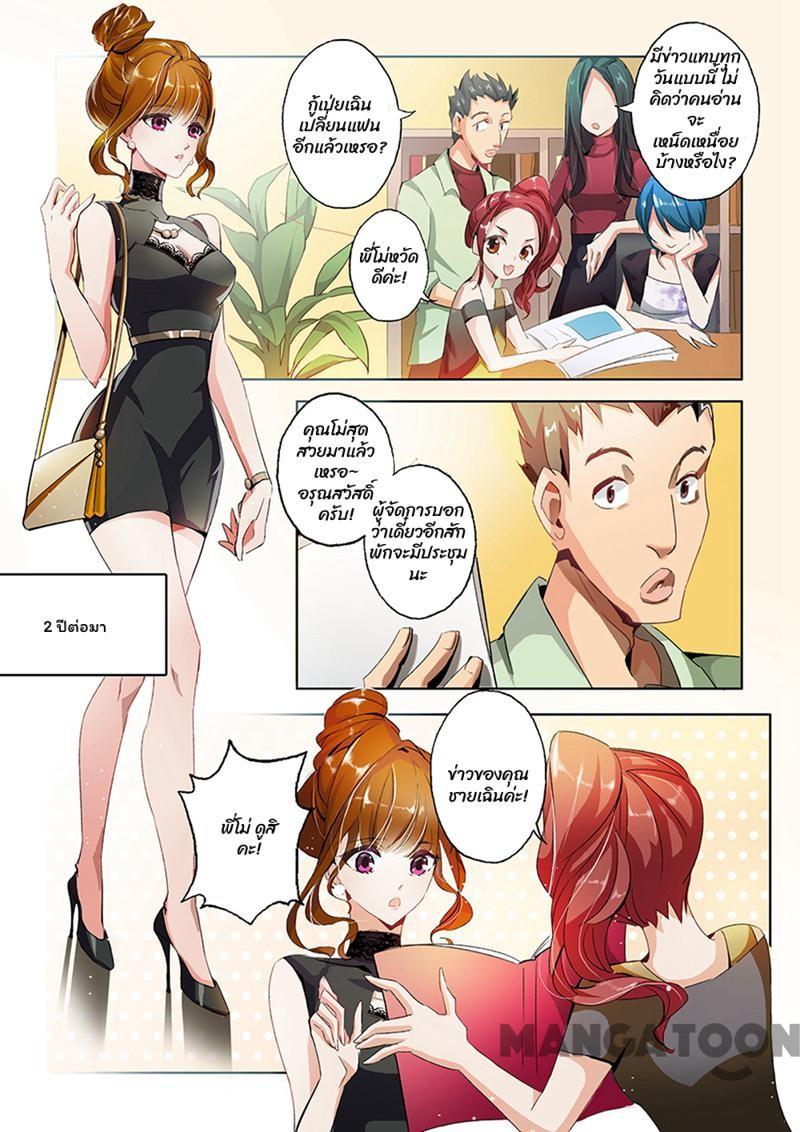 กู้เป่ยเฉิน
เปลี่ยนแฟน
อีกแล้วเหรอ?
มีข่าวแทบทุก
วันแบบนี้ ไม่
คิดว่าคนอ่าน
จะ
เหน็ดเหนื่อย
บ้างหรือไง?
พี่โม่หวัด
ดีค่ะ!
คุณโม่สุด
สวยมาแล้ว
เหรอ~
อรุณสวัสดิ์
ครับ!
ผู้จัดการบอก
ว่าเดี๋ยวอีกสัก
พักจะมีประชุม
นะ
2 ปีต่อมา
ข่าวของคุณ
ชายเฉินค่ะ!
พี่โม่ ดูสิ
คะ!
MANGATOON